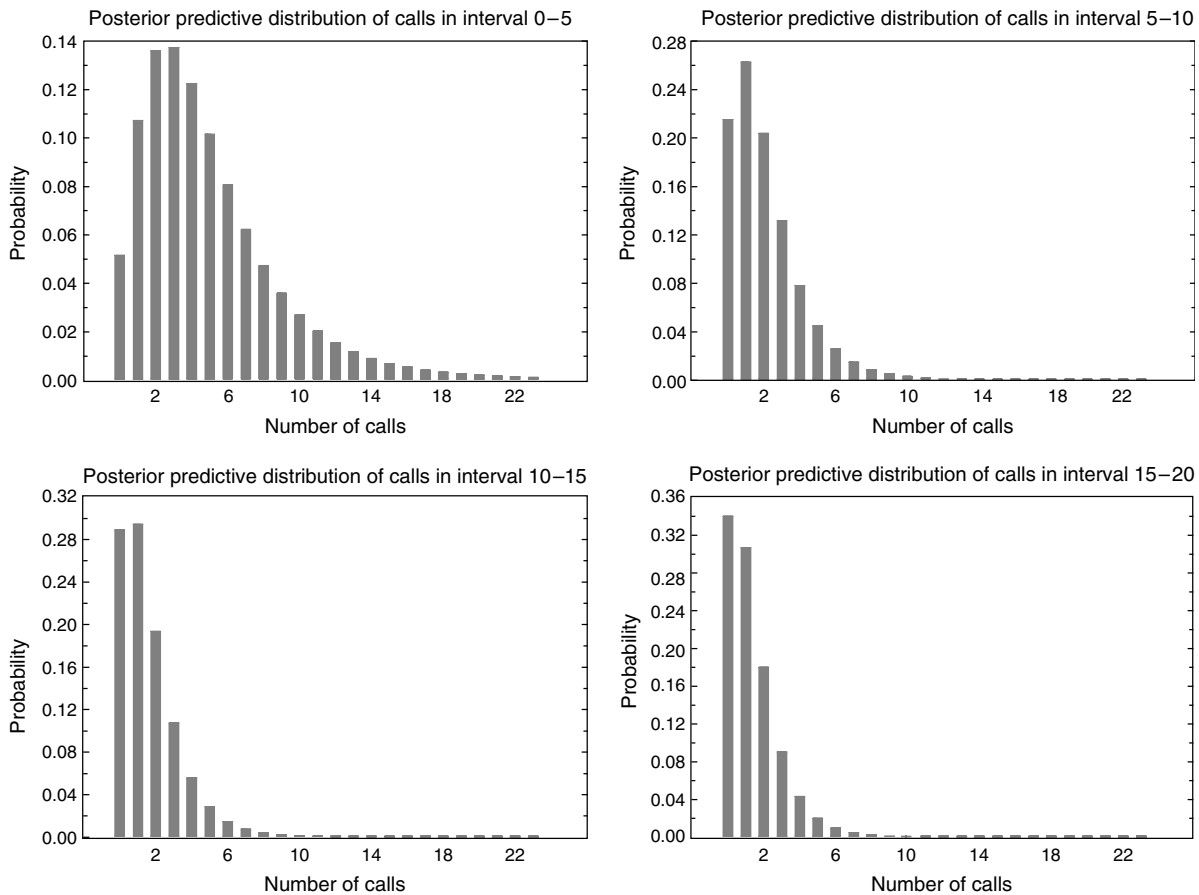 Posterior predictive distribution of calls in interval 0–5
0.14
0.12
0.10
0.08
0.06
0.04
0.02
0.00
Probability
2 6 10 14 18 22
Number of calls
Posterior predictive distribution of calls in interval 5–10
0.28
0.24
0.20
0.16
0.12
0.08
0.04
0.00
Probability
2 6 10 14 18 22
Number of calls
Posterior predictive distribution of calls in interval 10–15
0.32
0.28
0.24
0.20
0.16
0.12
0.08
0.04
0.00
Probability
2 6 10 14 18 22
Number of calls
Posterior predictive distribution of calls in interval 15–20
0.36
0.32
0.28
0.24
0.20
0.16
0.12
0.08
0.04
0.00
Probability
2 6 10 14 18 22
Number of calls